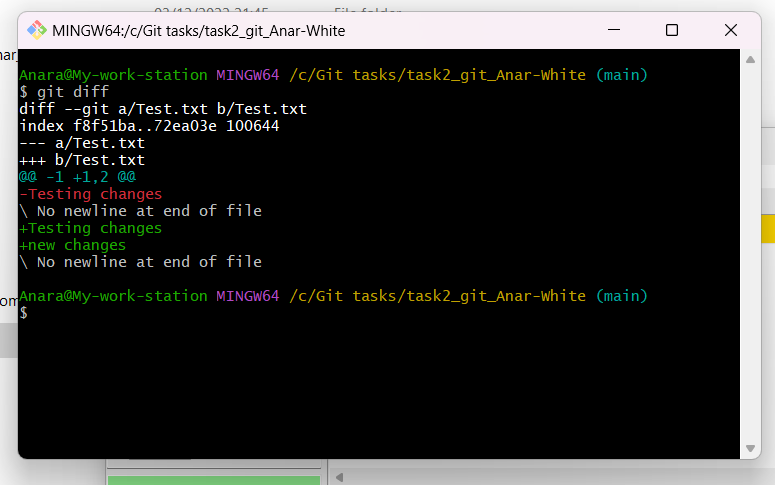 MINGW64:/c/Git tasks/task2_git_Anar-White
Anara@My-work-station MINGW64 /c/Git tasks/task2_git_Anar-White (main)
$ git diff
diff --git a/Test.txt b/Test.txt
index f8f51ba..72ea03e 100644
--- a/Test.txt
+++ b/Test.txt
@@ -1 +1,2 @@
-Testing changes
\ No newline at end of file
+Testing changes
+new changes
\ No newline at end of file
Anara@My-work-station MINGW64 /c/Git tasks/task2_git_Anar-White (main)
$